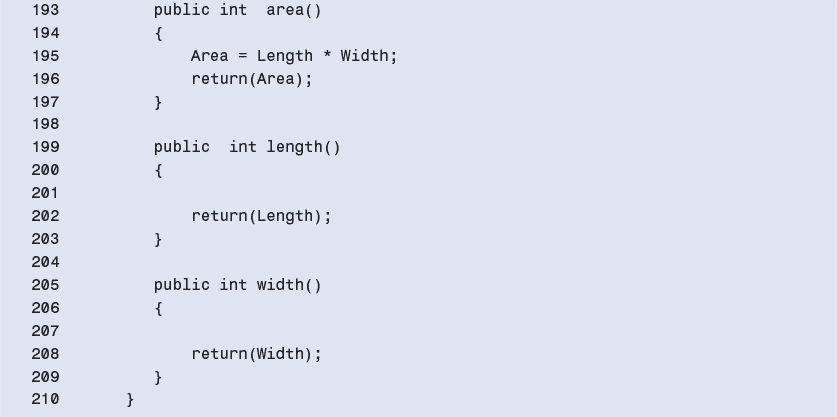 193          public int  area()
194          {
195              Area = Length * Width;
196              return(Area);
197          }
198
199          public  int length()
200          {
201
202              return(Length);
203          }
204
205          public int width()
206          {
207
208              return(Width);
209          }
210       }